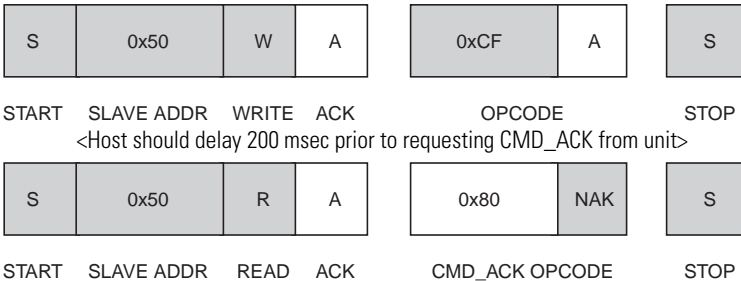 S 0x50 W A 0xCF A S
START SLAVE ADDR WRITE ACK OPCODE STOP
<Host should delay 200 msec prior to requesting CMD_ACK from unit>
S 0x50 R A 0x80 NAK S
START SLAVE ADDR READ ACK CMD_ACK OPCODE STOP